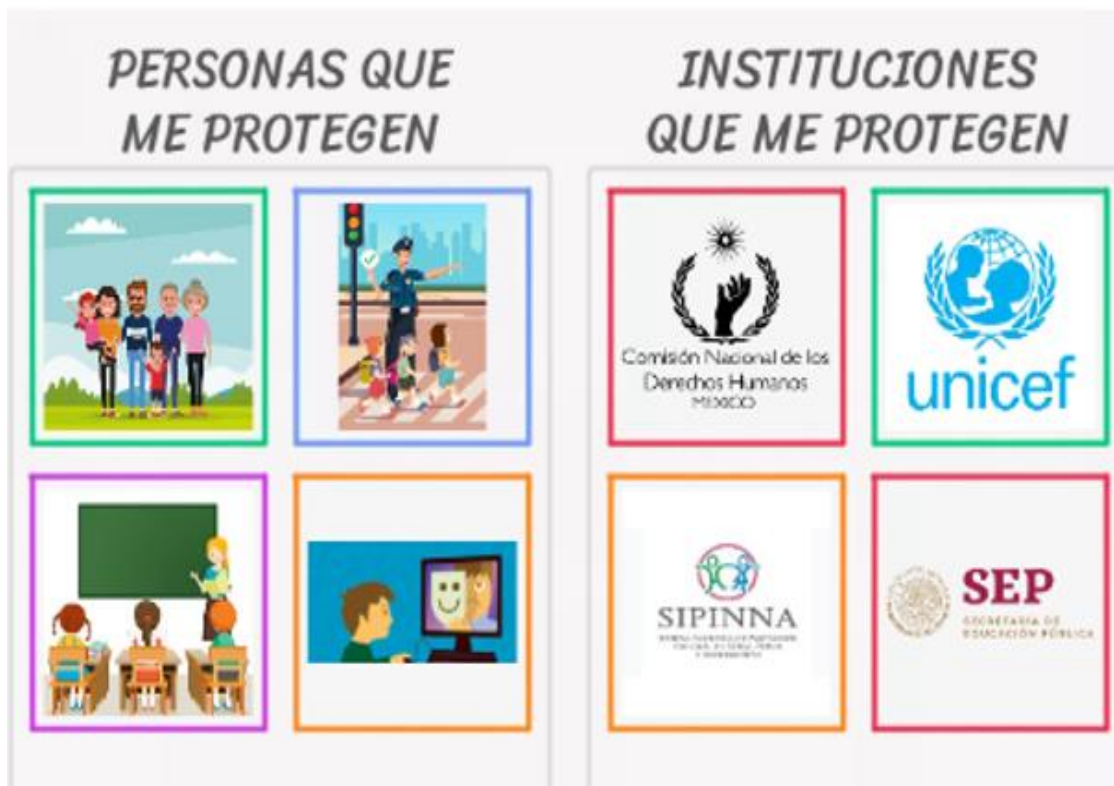 PERSONAS QUE
ME PROTEGEN
INSTITUCIONES
QUE ME PROTEGEN
Comisión Nacional de los
Derechos Humanos
MEXICO
unicef
SIPINNA
SEP
SECRETARÍA DE
EDUCACIÓN PÚBLICA